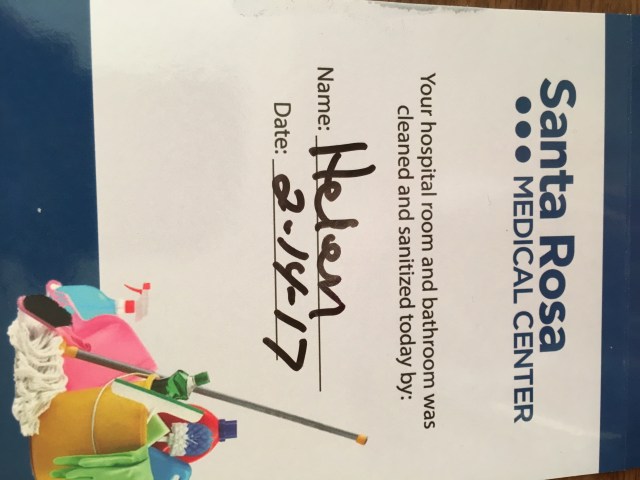 Santa Rosa
MEDICAL CENTER
Your hospital room and bathroom was
cleaned and sanitized today by:
Name: Helen
Date: 2-14-17